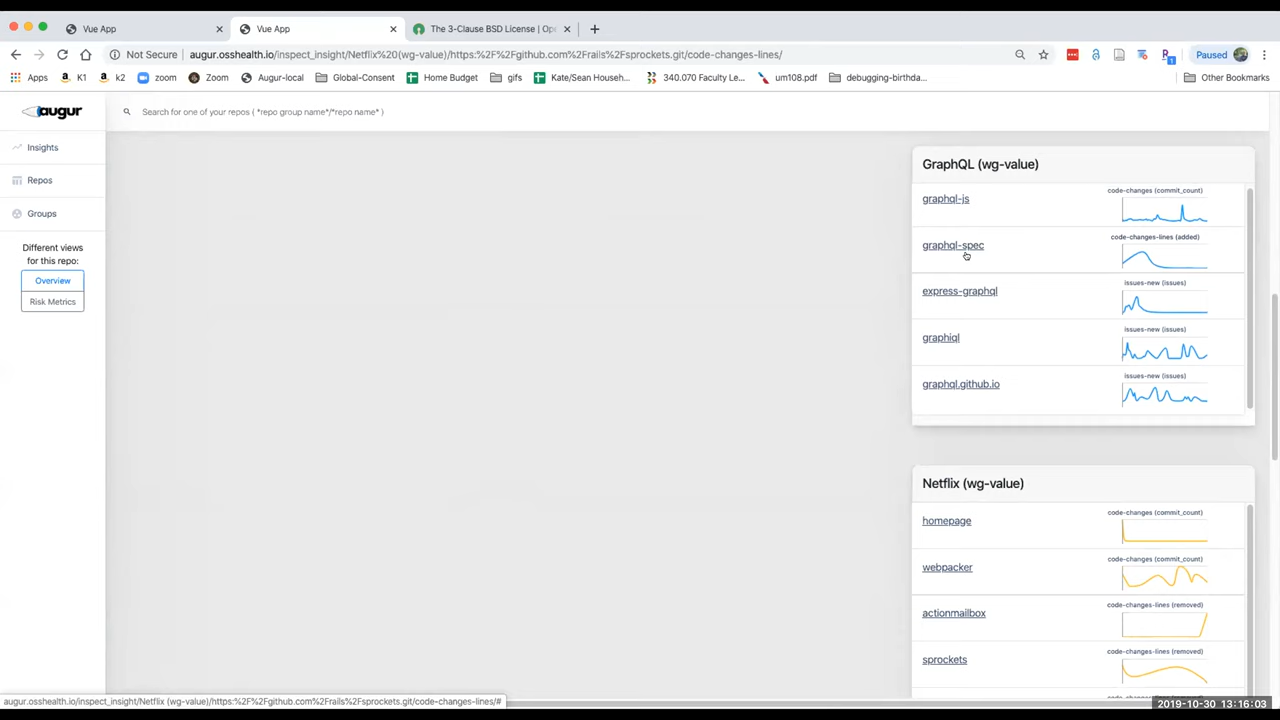 Vue App
Vue App
The 3-Clause BSD License | Op
Not Secure
augur.osshealth.io/inspect_insight/Netflix%20(wg-value)/https:%2F%2Fgithub.com%2Frails%2Fsprockets.git/code-changes-lines/
Paused
Apps
K1
k2
zoom
Zoom
Augur-local
Global-Consent
Home Budget
gifs
Kate/Sean Househ...
340.070 Faculty Le...
um108.pdf
debugging-birthda...
Other Bookmarks
augur
Search for one of your repos ( *repo group name*/*repo name* )
Insights
Repos
Groups
Different views
for this repo:
Overview
Risk Metrics
GraphQL (wg-value)
graphql-js
code-changes (commit_count)
graphql-spec
code-changes-lines (added)
express-graphql
issues-new (issues)
graphiql
issues-new (issues)
graphql.github.io
issues-new (issues)
Netflix (wg-value)
homepage
code-changes (commit_count)
webpacker
code-changes (commit_count)
actionmailbox
code-changes-lines (removed)
sprockets
code-changes-lines (removed)
augur.osshealth.io/inspect_insight/Netflix (wg-value)/https:%2F%2Fgithub.com%2Frails%2Fsprockets.git/code-changes-lines/#
2019-10-30 13:16:03